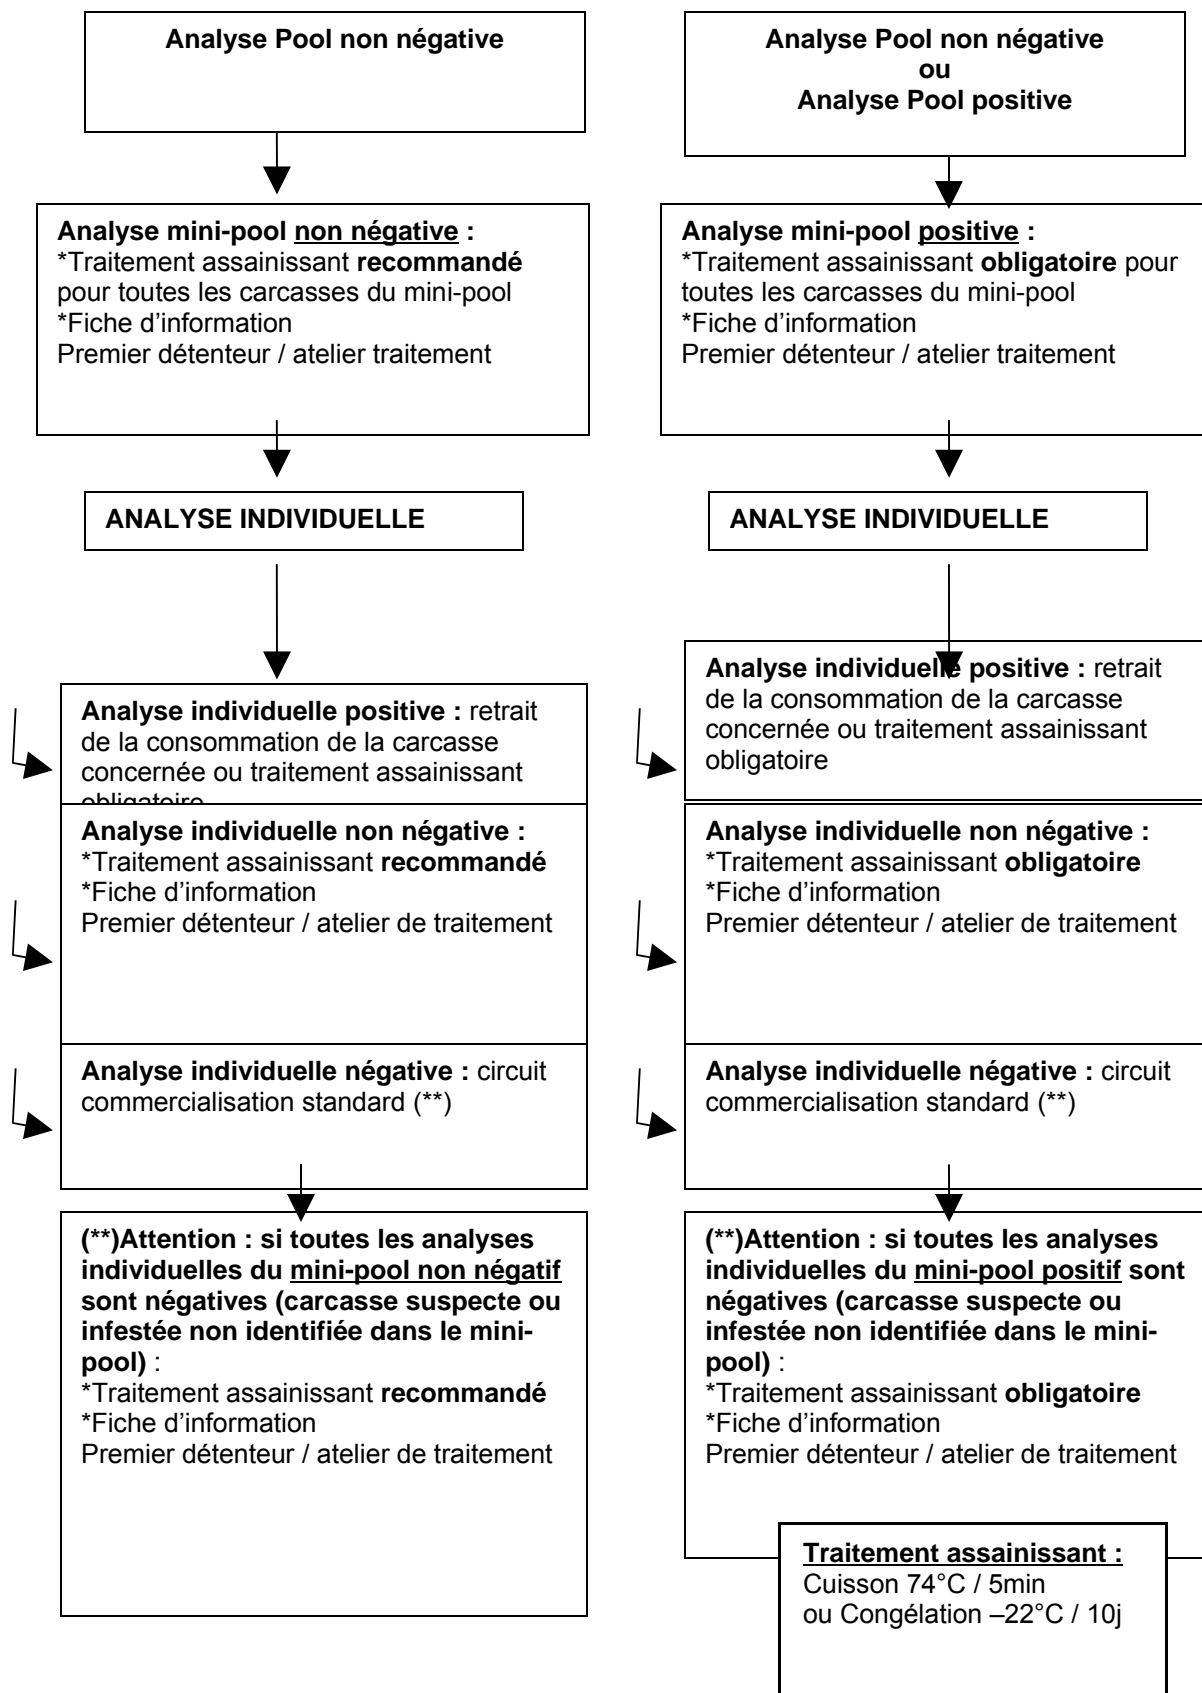 Analyse Pool non négative
Analyse mini-pool non négative :
*Traitement assainissant recommandé
pour toutes les carcasses du mini-pool
*Fiche d’information
Premier détenteur / atelier traitement
ANALYSE INDIVIDUELLE
Analyse individuelle positive : retrait
de la consommation de la carcasse
concernée ou traitement assainissant
obligatoire
Analyse individuelle non négative :
*Traitement assainissant recommandé
*Fiche d’information
Premier détenteur / atelier de traitement
Analyse individuelle négative : circuit
commercialisation standard (**)
(**)Attention : si toutes les analyses
individuelles du mini-pool non négatif
sont négatives (carcasse suspecte ou
infestée non identifiée dans le mini-
pool) :
*Traitement assainissant recommandé
*Fiche d’information
Premier détenteur / atelier de traitement
Analyse Pool non négative
ou
Analyse Pool positive
Analyse mini-pool positive :
*Traitement assainissant obligatoire pour
toutes les carcasses du mini-pool
*Fiche d’information
Premier détenteur / atelier traitement
ANALYSE INDIVIDUELLE
Analyse individuelle positive : retrait
de la consommation de la carcasse
concernée ou traitement assainissant
obligatoire
Analyse individuelle non négative :
*Traitement assainissant obligatoire
*Fiche d’information
Premier détenteur / atelier de traitement
Analyse individuelle négative : circuit
commercialisation standard (**)
(**)Attention : si toutes les analyses
individuelles du mini-pool positif sont
négatives (carcasse suspecte ou
infestée non identifiée dans le mini-
pool) :
*Traitement assainissant obligatoire
*Fiche d’information
Premier détenteur / atelier de traitement
Traitement assainissant :
Cuisson 74°C / 5min
ou Congélation –22°C / 10j